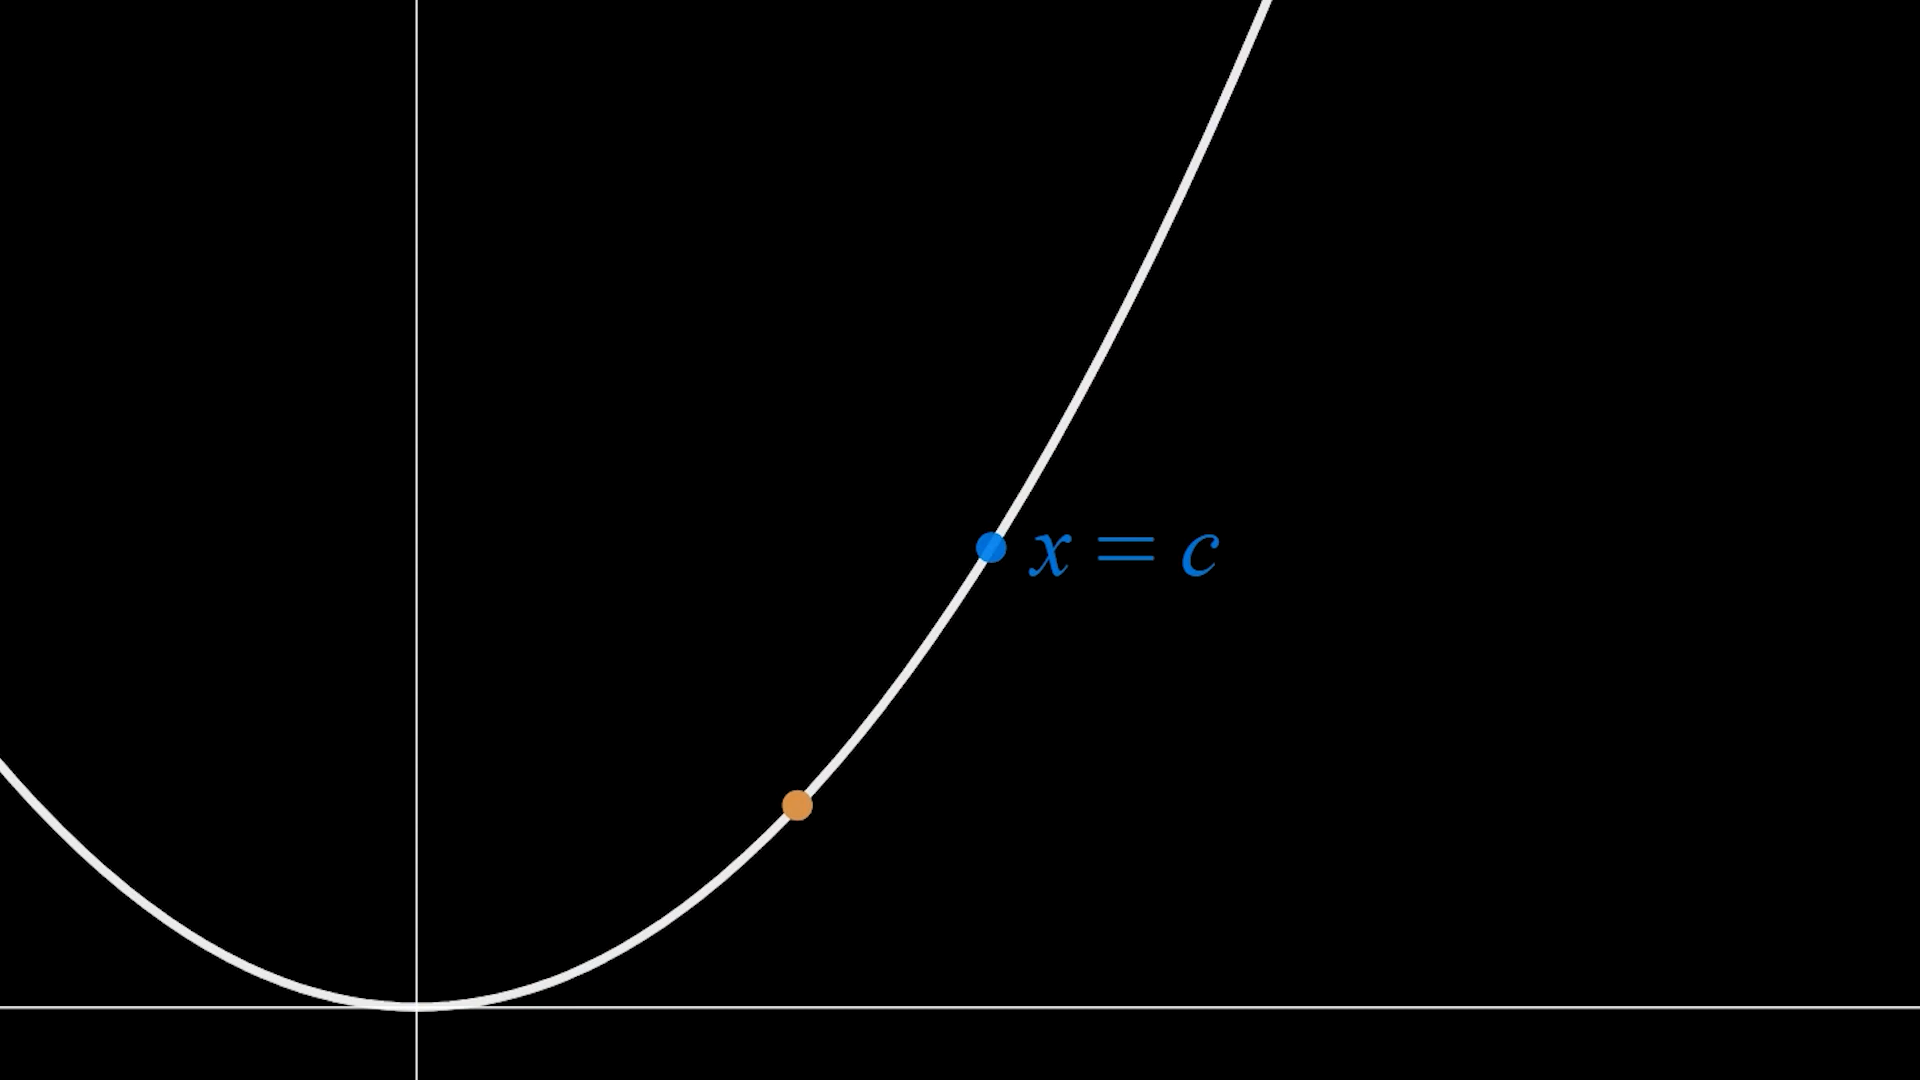 x = c